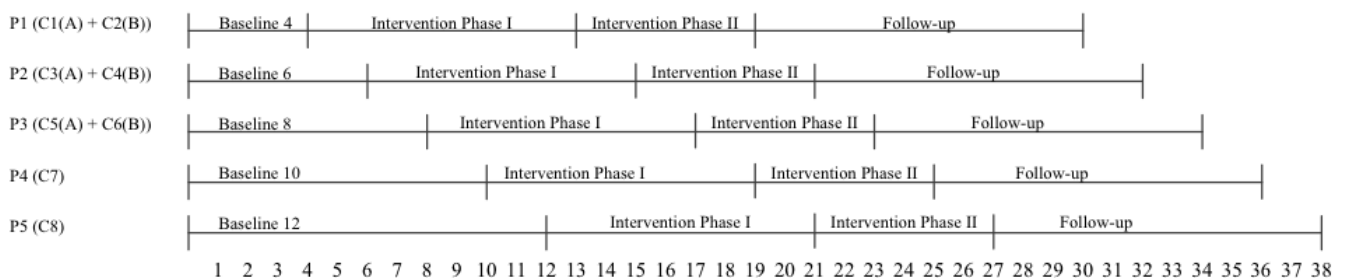 P1 (C1(A) + C2(B)) Baseline 4 Intervention Phase I Intervention Phase II Follow-up
P2 (C3(A) + C4(B)) Baseline 6 Intervention Phase I Intervention Phase II Follow-up
P3 (C5(A) + C6(B)) Baseline 8 Intervention Phase I Intervention Phase II Follow-up
P4 (C7) Baseline 10 Intervention Phase I Intervention Phase II Follow-up
P5 (C8) Baseline 12 Intervention Phase I Intervention Phase II Follow-up
1 2 3 4 5 6 7 8 9 10 11 12 13 14 15 16 17 18 19 20 21 22 23 24 25 26 27 28 29 30 31 32 33 34 35 36 37 38